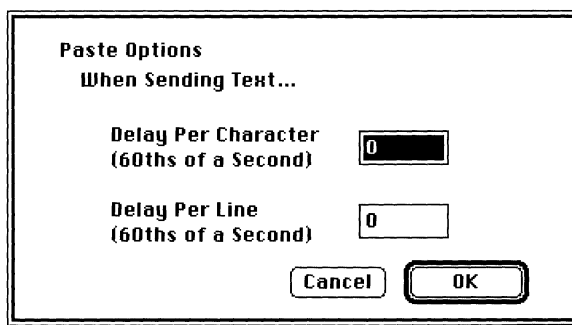 Paste Options
When Sending Text...
Delay Per Character
(60ths of a Second)
0
Delay Per Line
(60ths of a Second)
0
Cancel
OK